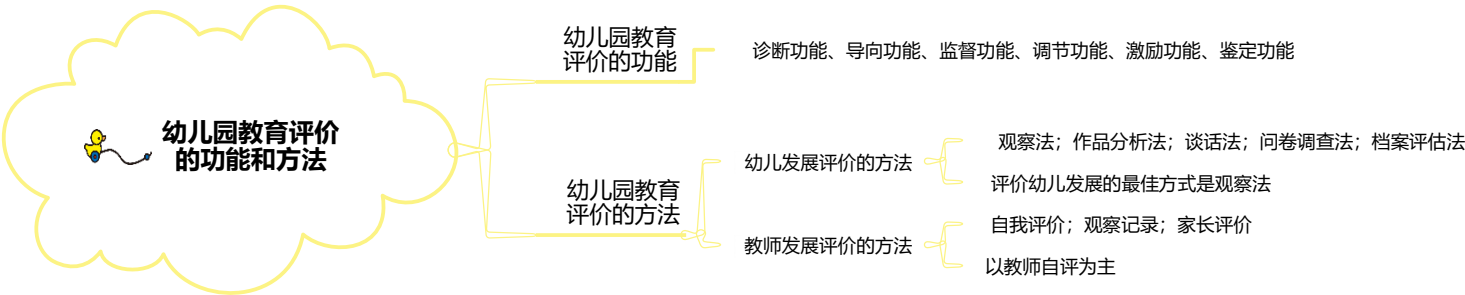 幼儿园教育评价
的功能和方法
幼儿园教育
评价的功能
诊断功能、导向功能、监督功能、调节功能、激励功能、鉴定功能
幼儿园教育
评价的方法
幼儿发展评价的方法
观察法；作品分析法；谈话法；问卷调查法；档案评估法
评价幼儿发展的最佳方式是观察法
教师发展评价的方法
自我评价；观察记录；家长评价
以教师自评为主